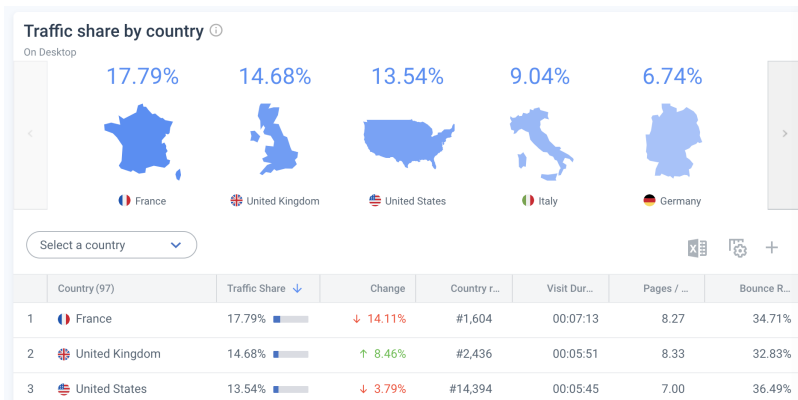 Traffic share by country
On Desktop
17.79% 14.68% 13.54% 9.04% 6.74%
France United Kingdom United States Italy Germany
Select a country
Country (97) Traffic Share Change Country r... Visit Dur... Pages / ... Bounce R...
1 France 17.79% ↓ 14.11% #1,604 00:07:13 8.27 34.71%
2 United Kingdom 14.68% ↑ 8.46% #2,436 00:05:51 8.33 32.83%
3 United States 13.54% ↓ 3.79% #14,394 00:05:45 7.00 36.49%